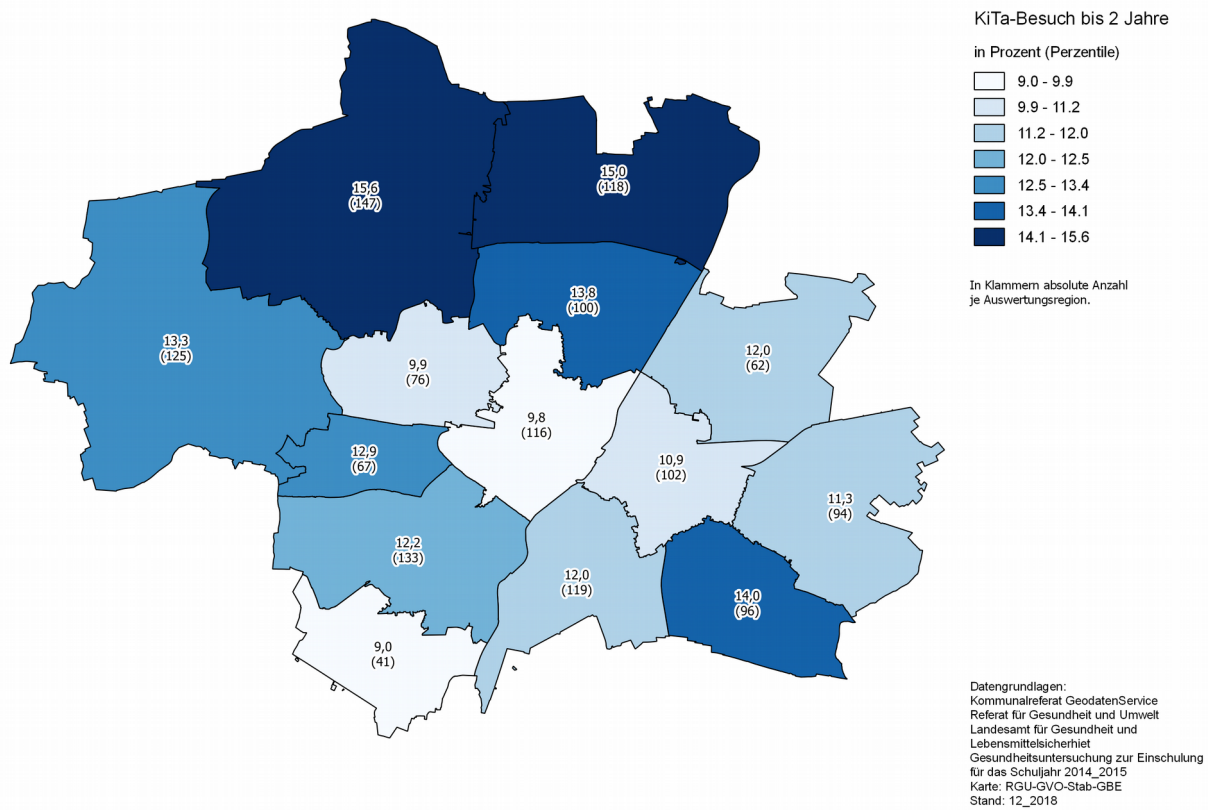 KiTa-Besuch bis 2 Jahre
in Prozent (Perzentile)
9.0 - 9.9
9.9 - 11.2
11.2 - 12.0
12.0 - 12.5
12.5 - 13.4
13.4 - 14.1
14.1 - 15.6
In Klammern absolute Anzahl
je Auswertungsregion.
15,6
(147)
15,0
(118)
13,8
(100)
13,3
(125)
9,9
(76)
12,0
(62)
9,8
(116)
12,9
(67)
10,9
(102)
11,3
(94)
12,2
(133)
12,0
(119)
14,0
(96)
9,0
(41)
Datengrundlagen:
Kommunalreferat GeodatenService
Referat für Gesundheit und Umwelt
Landesamt für Gesundheit und
Lebensmittelsicherhiet
Gesundheitsuntersuchung zur Einschulung
für das Schuljahr 2014_2015
Karte: RGU-GVO-Stab-GBE
Stand: 12_2018